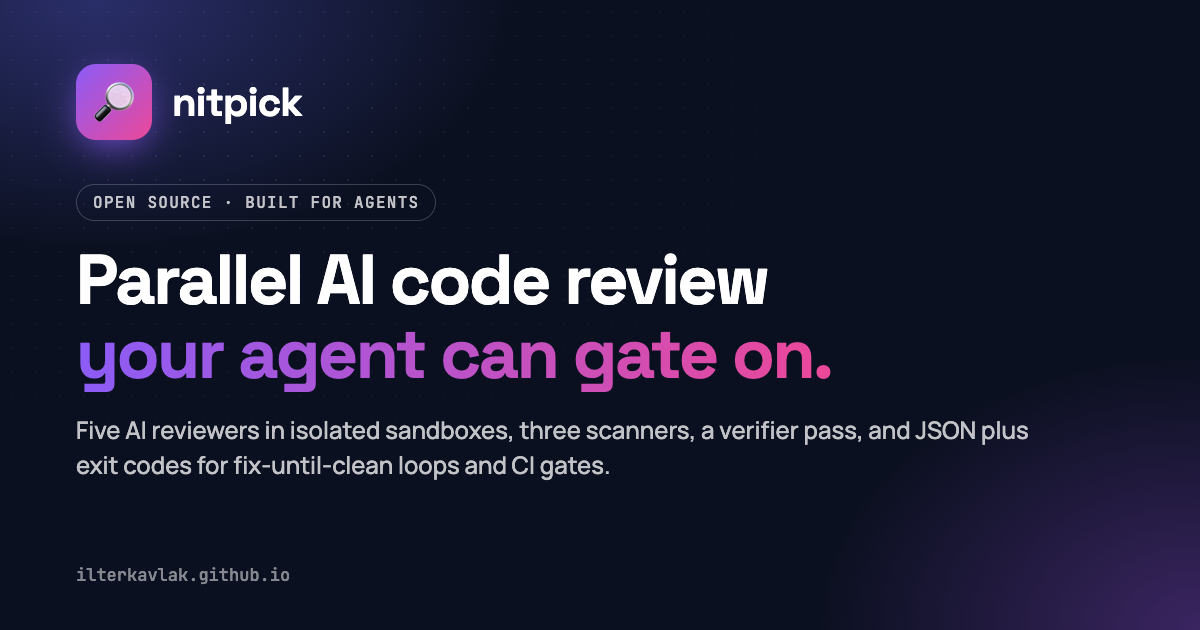 nitpick
OPEN SOURCE · BUILT FOR AGENTS
Parallel AI code review
your agent can gate on.
Five AI reviewers in isolated sandboxes, three scanners, a verifier pass, and JSON plus
exit codes for fix-until-clean loops and CI gates.
ilterkavlak.github.io